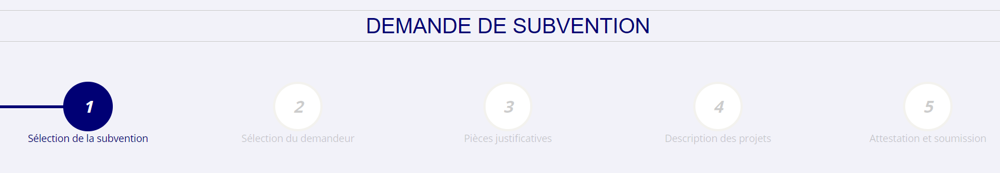 DEMANDE DE SUBVENTION
1
2
3
4
5
Sélection de la subvention
Sélection du demandeur
Pièces justificatives
Description des projets
Attestation et soumission